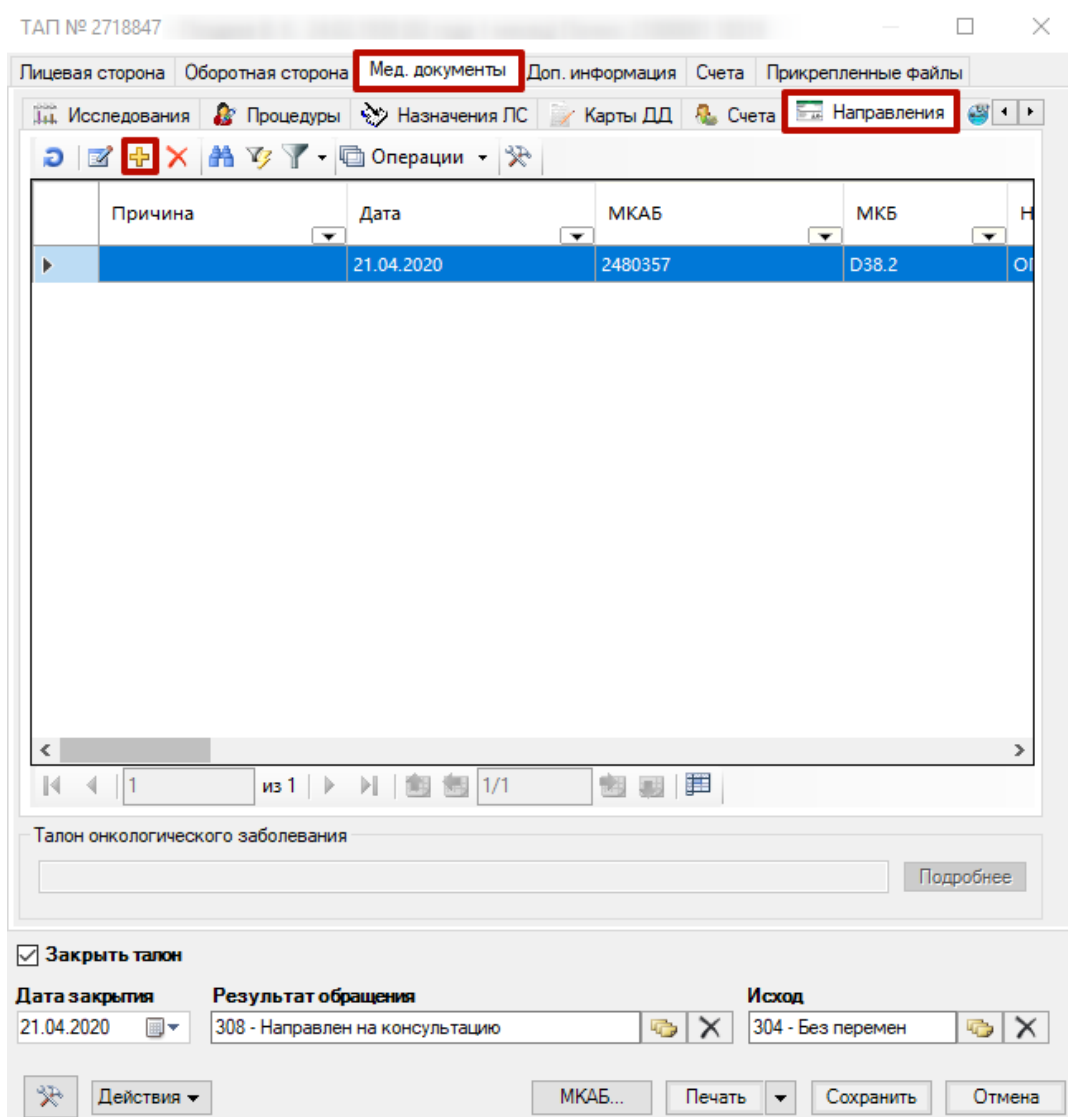 ТАП № 2718847
Лицевая сторона Оборотная сторона Мед. документы Доп. информация Счета Прикрепленные файлы
Исследования Процедуры Назначения ЛС Карты ДД Счета Направления
Операции
Причина Дата МКАБ МКБ Н
21.04.2020 2480357 D38.2
1 из 1 1/1
Талон онкологического заболевания
Подробнее
Закрыть талон
Дата закрытия Результат обращения Исход
21.04.2020 308 - Направлен на консультацию 304 - Без перемен
Действия МКАБ... Печать Сохранить Отмена